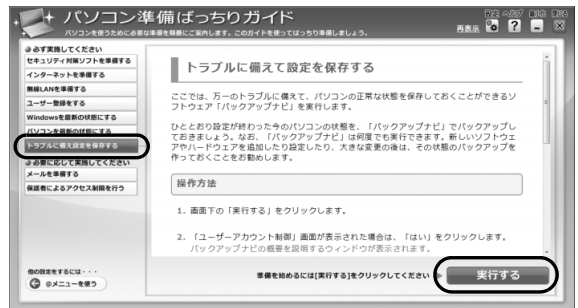 パソコン準備ばっちりガイド
パソコンを使うために必要な準備を順番にご案内します。このガイドを使ってばっちり準備しましょう。
再表示
設定 ヘルプ 最小化 閉じる
必ず実施してください
セキュリティ対策ソフトを準備する
インターネットを準備する
無線LANを準備する
ユーザー登録をする
Windowsを最新の状態にする
パソコンを最新の状態にする
トラブルに備え設定を保存する
必要に応じて実施してください
メールを準備する
保護者によるアクセス制限を行う
他の設定をするには・・・
@メニューを使う
トラブルに備えて設定を保存する
ここでは、万一のトラブルに備えて、パソコンの正常な状態を保存しておくことができるソ
フトウェア「バックアップナビ」を実行します。
ひととおり設定が終わった今のパソコンの状態を、「バックアップナビ」でバックアップし
ておきましょう。なお、「バックアップナビ」は何度でも実行できます。新しいソフトウェ
アやハードウェアを追加したり設定したり、大きな変更の後は、その状態のバックアップを
作っておくことをお勧めします。
操作方法
1. 画面下の「実行する」をクリックします。
2. 「ユーザーアカウント制御」画面が表示された場合は、「はい」をクリックします。
バックアップナビの概要を説明するウィンドウが表示されます。
準備を始めるには[実行する]をクリックしてください
実行する